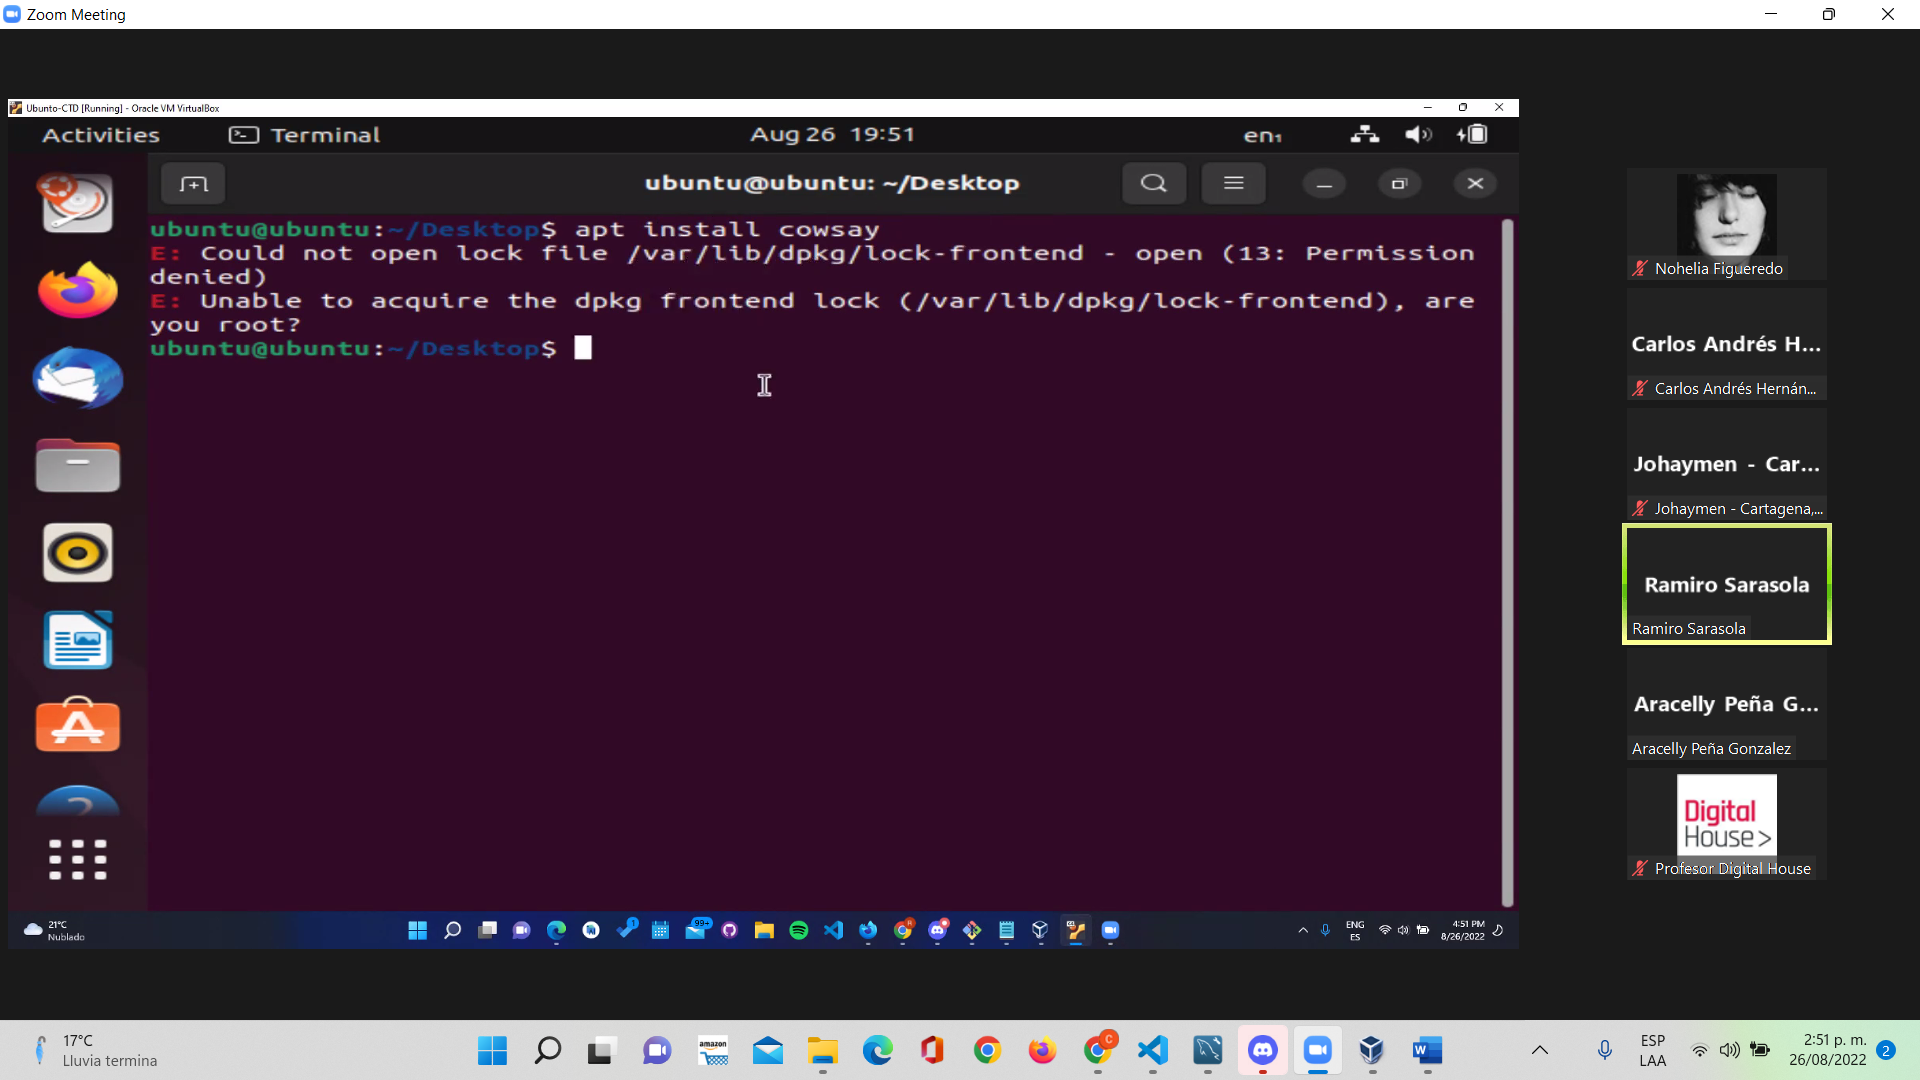 Zoom Meeting
Ubunto-CTD [Running] - Oracle VM VirtualBox
Activities
Terminal
Aug 26 19:51
en₁
ubuntu@ubuntu: ~/Desktop
ubuntu@ubuntu:~/Desktop$ apt install cowsay
E: Could not open lock file /var/lib/dpkg/lock-frontend - open (13: Permission
denied)
E: Unable to acquire the dpkg frontend lock (/var/lib/dpkg/lock-frontend), are
you root?
ubuntu@ubuntu:~/Desktop$
Nohelia Figueredo
Carlos Andrés H...
Carlos Andrés Hernán...
Johaymen - Car...
Johaymen - Cartagena,...
Ramiro Sarasola
Ramiro Sarasola
Aracelly Peña G...
Aracelly Peña Gonzalez
Digital
House>
Profesor Digital House
21°C
Nublado
1
99+
ENG
ES
4:51 PM
8/26/2022
17°C
Lluvia termina
amazon
C
W
ESP
LAA
2:51 p. m.
26/08/2022
2